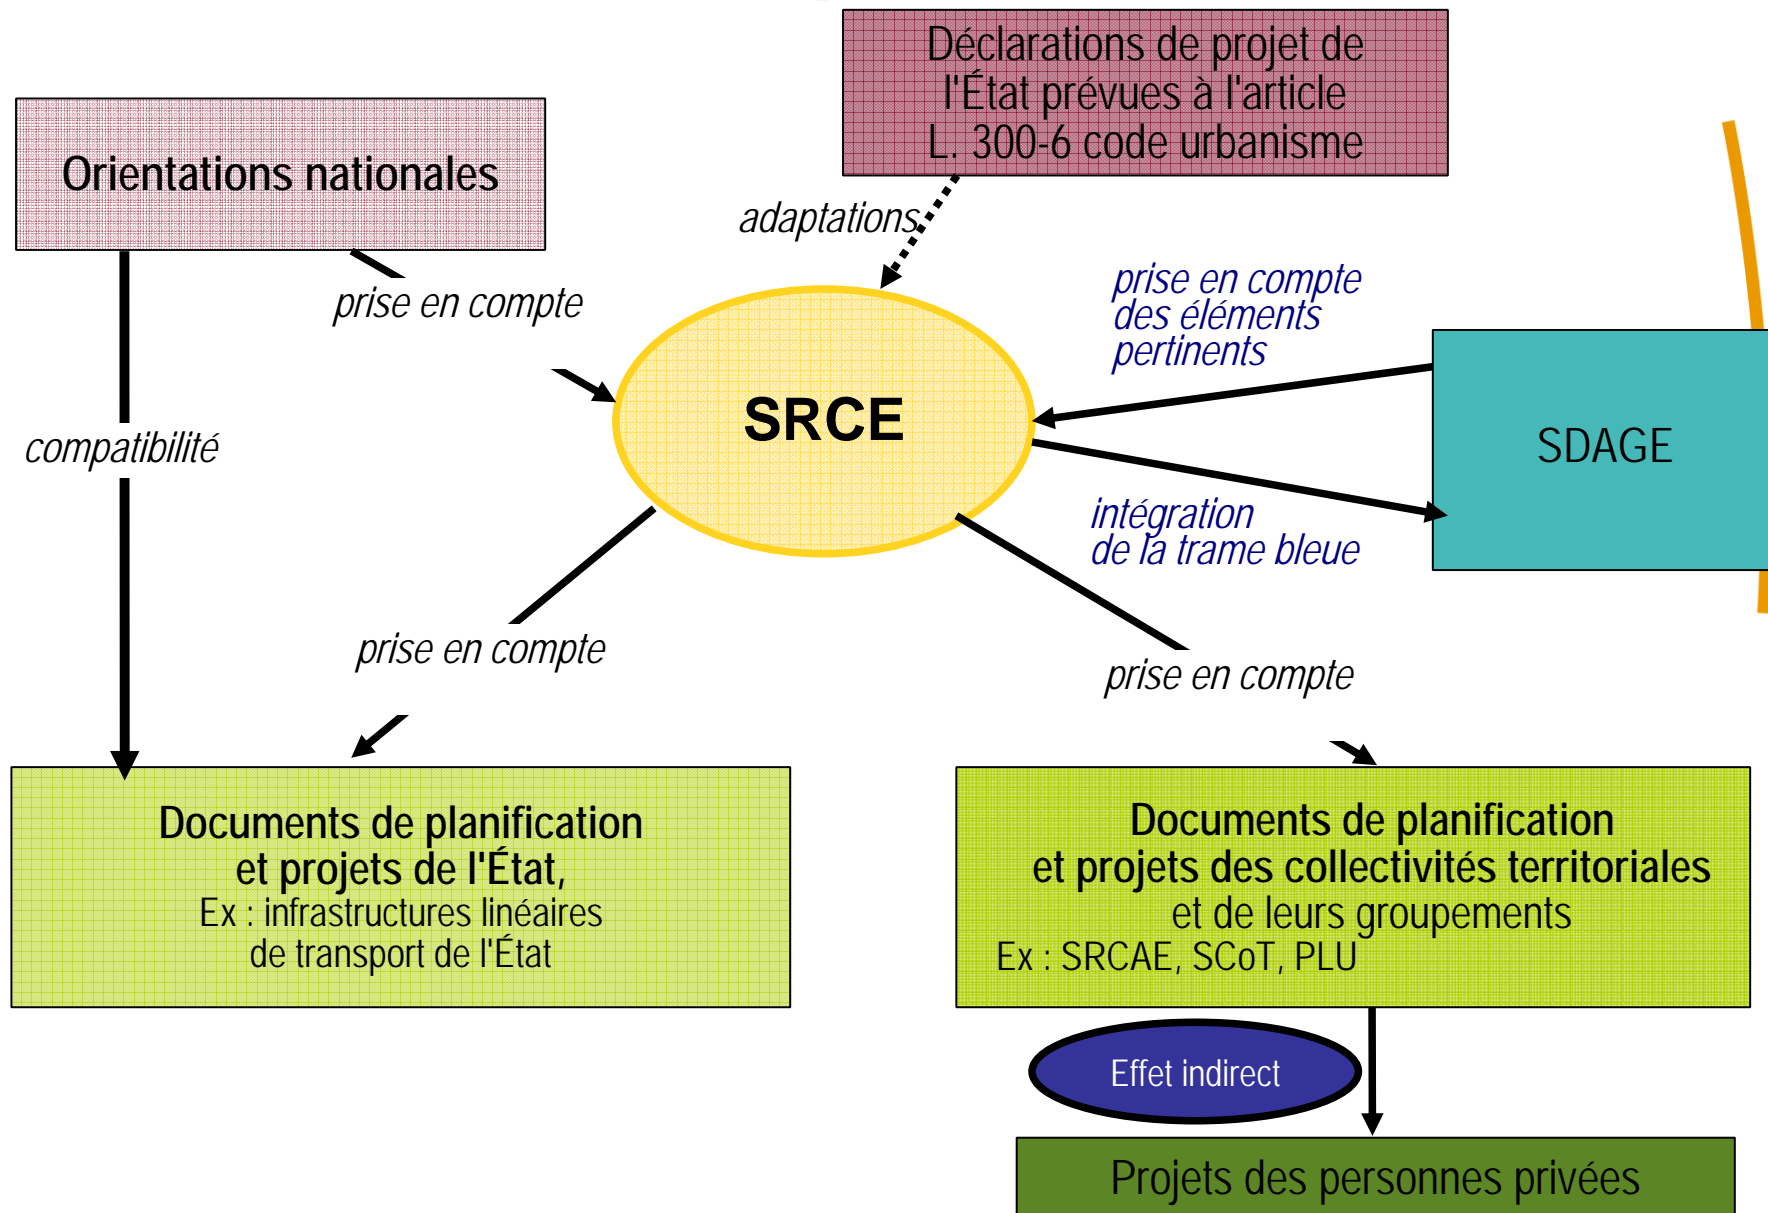 Déclarations de projet de
l'État prévues à l'article
L. 300-6 code urbanisme
Orientations nationales
adaptations
prise en compte
prise en compte
des éléments
pertinents
SRCE
compatibilité
SDAGE
intégration
de la trame bleue
prise en compte
prise en compte
Documents de planification
et projets de l'État,
Ex : infrastructures linéaires
de transport de l'État
Documents de planification
et projets des collectivités territoriales
et de leurs groupements
Ex : SRCAE, SCoT, PLU
Effet indirect
Projets des personnes privées